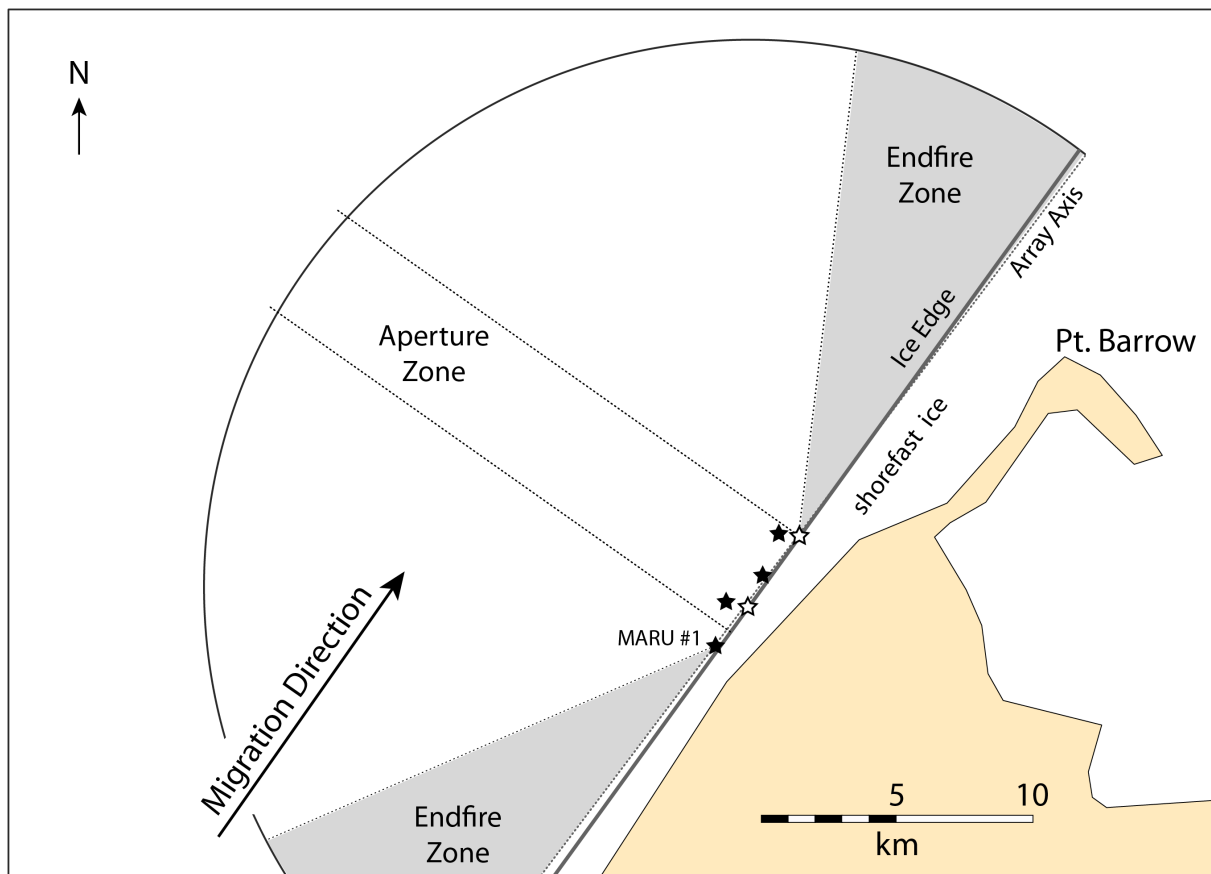 N
Endfire
Zone
Array Axis
Ice Edge
Aperture
Zone
Pt. Barrow
shorefast ice
MARU #1
Migration Direction
Endfire
Zone
5 10
km